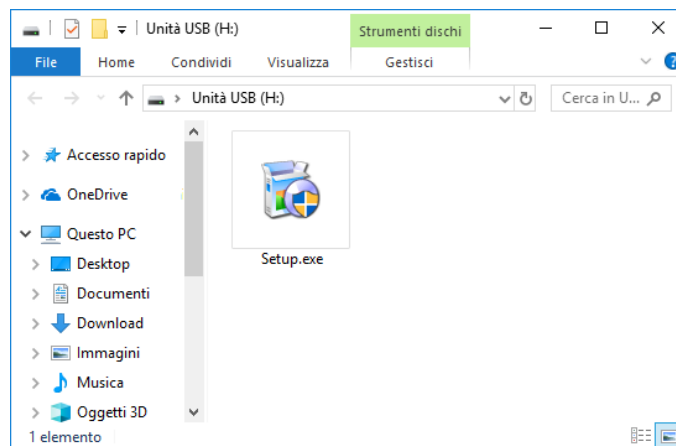 Unità USB (H:)
Strumenti dischi
File
Home
Condividi
Visualizza
Gestisci
Unità USB (H:)
Cerca in U...
Accesso rapido
OneDrive
Questo PC
Desktop
Documenti
Download
Immagini
Musica
Oggetti 3D
Setup.exe
1 elemento